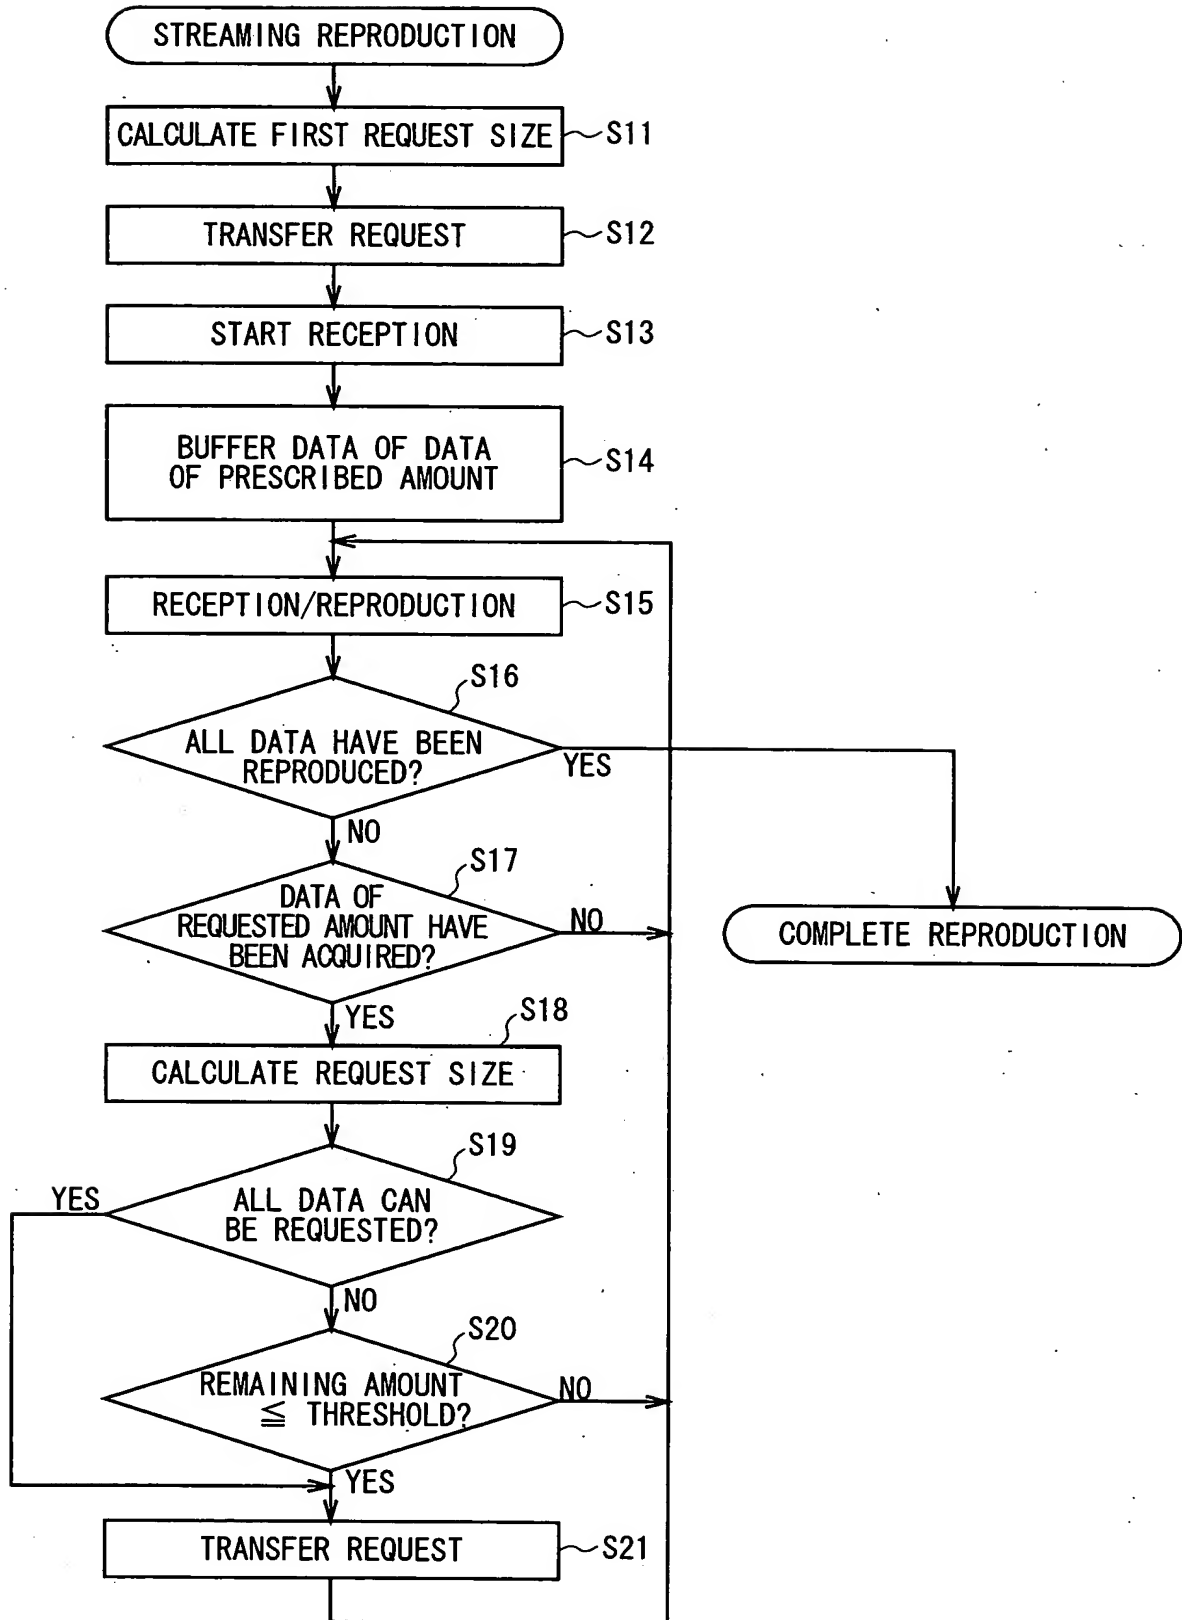 STREAMING REPRODUCTION
CALCULATE FIRST REQUEST SIZE
S11
TRANSFER REQUEST
S12
START RECEPTION
S13
BUFFER DATA OF DATA
OF PRESCRIBED AMOUNT
S14
RECEPTION/REPRODUCTION
S15
S16
ALL DATA HAVE BEEN
REPRODUCED?
YES
NO
S17
DATA OF
REQUESTED AMOUNT HAVE
BEEN ACQUIRED?
NO
COMPLETE REPRODUCTION
YES
S18
CALCULATE REQUEST SIZE
S19
YES
ALL DATA CAN
BE REQUESTED?
NO
S20
REMAINING AMOUNT
≦ THRESHOLD?
NO
YES
TRANSFER REQUEST
S21